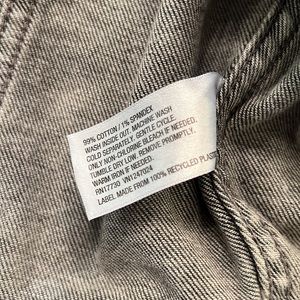 99% COTTON / 1% SPANDEX
WASH INSIDE OUT. MACHINE WASH
COLD SEPARATELY, GENTLE CYCLE.
ONLY NON-CHLORINE BLEACH IF NEEDED.
TUMBLE DRY LOW. REMOVE PROMPTLY.
WARM IRON IF NEEDED.
RN17730 VN1247024
LABEL MADE FROM 100% RECYCLED PLASTIC